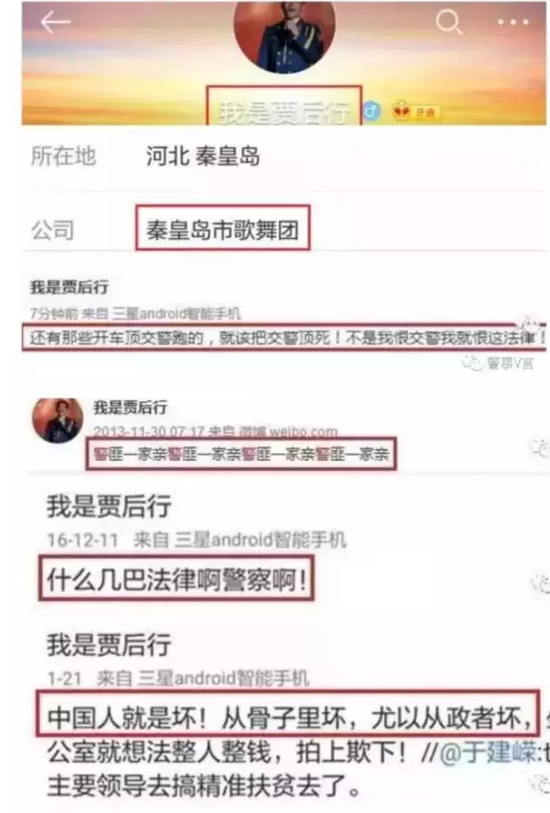 我是贾后行
开通
所在地 河北 秦皇岛
公司 秦皇岛市歌舞团
我是贾后行
7分钟前 来自 三星android智能手机
还有那些开车顶交警跑的，就该把交警顶死！不是我恨交警我就恨这法律！
警事V言
我是贾后行
2013-11-30 07:17 来自 微博 weibo.com
警匪一家亲警匪一家亲警匪一家亲警匪一家亲
我是贾后行
16-12-11 来自 三星android智能手机
什么几巴法律啊警察啊！
我是贾后行
1-21 来自 三星android智能手机
中国人就是坏！从骨子里坏，尤以从政者坏，
公室就想法整人整钱，拍上欺下！//@于建嵘:
主要领导去搞精准扶贫去了。